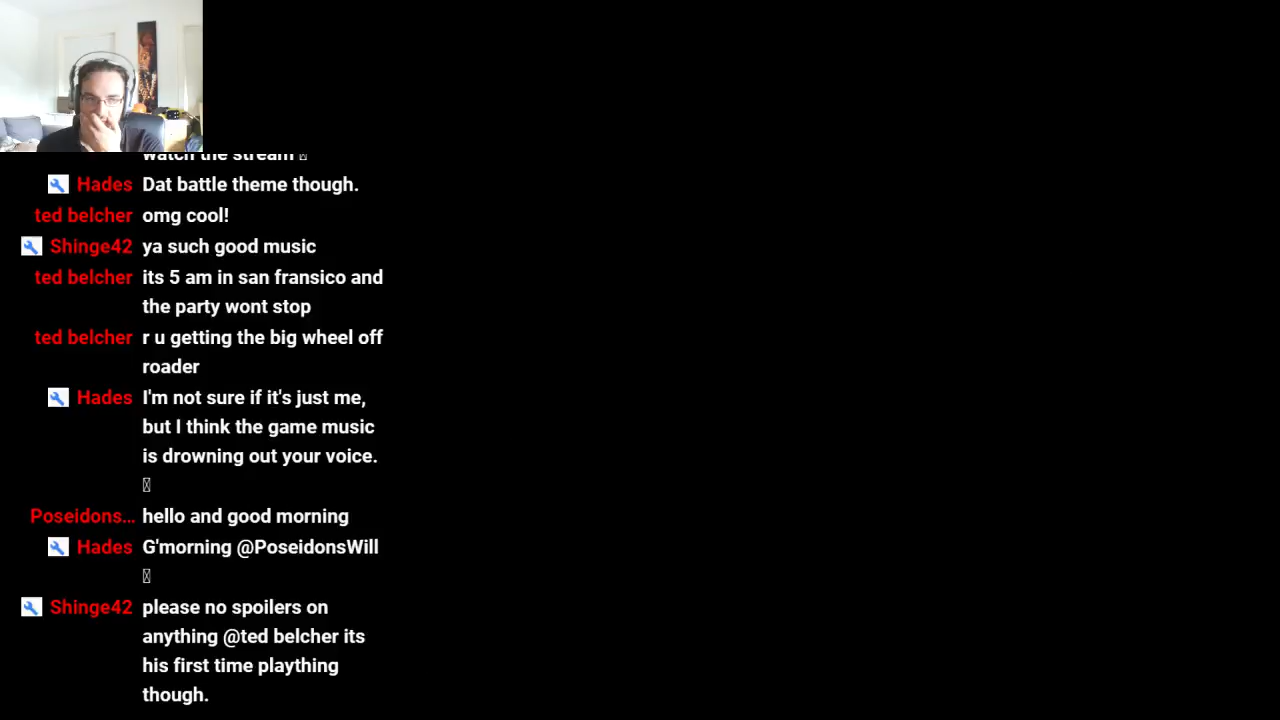 watch the stream
Hades Dat battle theme though.
ted belcher omg cool!
Shinge42 ya such good music
ted belcher its 5 am in san fransico and
the party wont stop
ted belcher r u getting the big wheel off
roader
Hades I'm not sure if it's just me,
but I think the game music
is drowning out your voice.
Poseidons... hello and good morning
Hades G'morning @PoseidonsWill
Shinge42 please no spoilers on
anything @ted belcher its
his first time plaything
though.